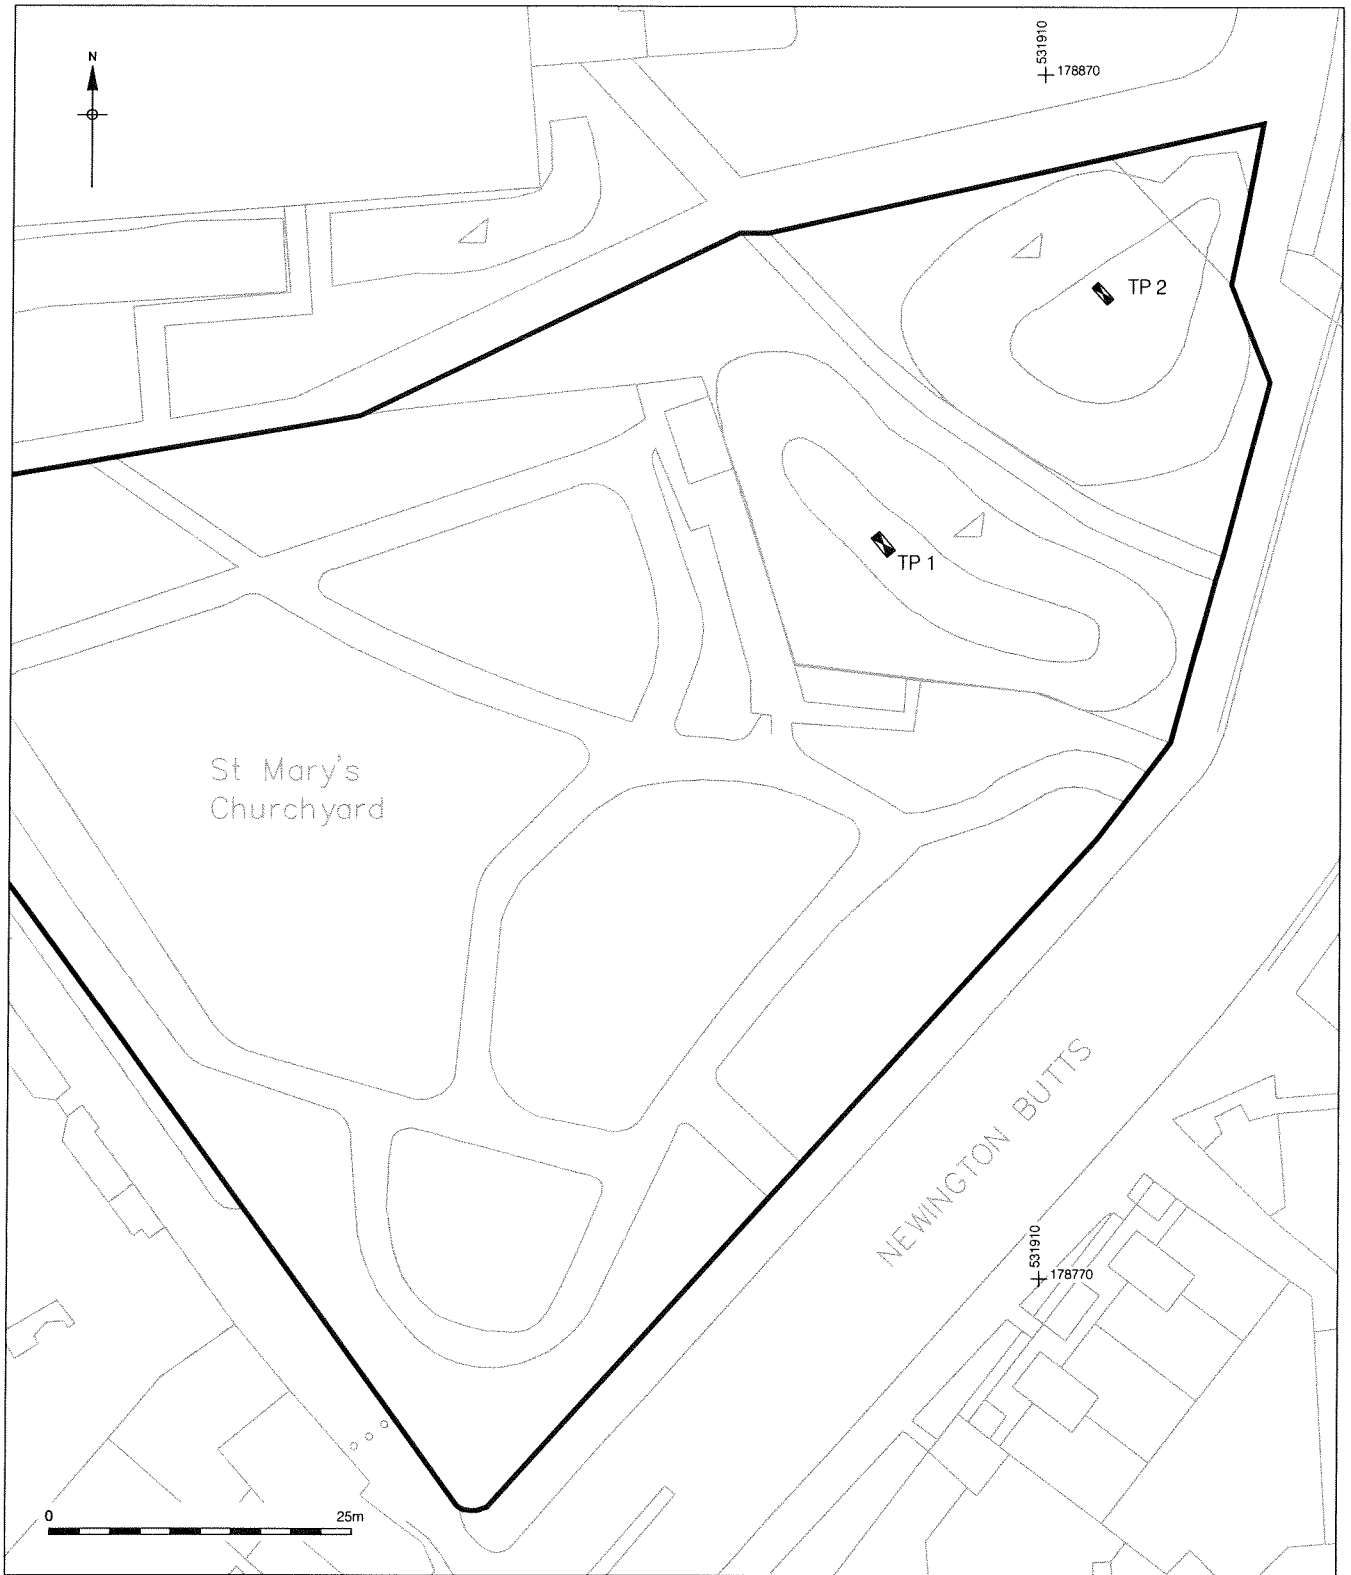 N
531910
178870
TP 2
TP 1
St Mary's
Churchyard
NEWINGTON BUTTS
531910
178770
0 25m